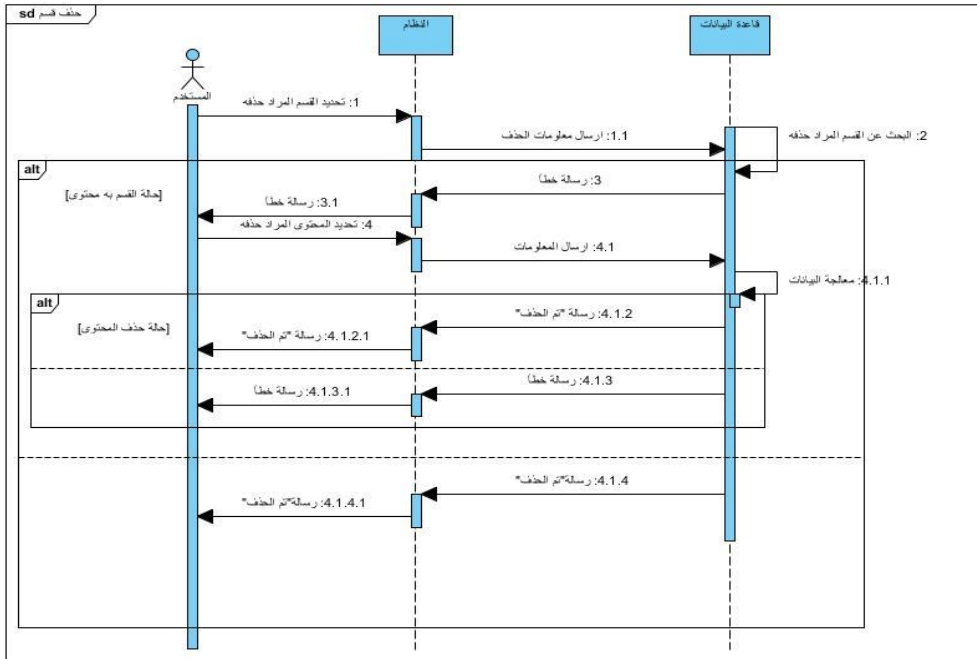 sd حذف قسم
النظام
قاعدة البيانات
المستخدم
1: تحديد القسم المراد حذفه
1.1: ارسال معلومات الحذف
2: البحث عن القسم المراد حذفه
alt
[حالة القسم به محتوى]
3: رسالة خطأ
3.1: رسالة خطأ
4: تحديد المحتوى المراد حذفه
4.1: ارسال المعلومات
4.1.1: معالجة البيانات
alt
[حالة حذف المحتوى]
4.1.2: رسالة "تم الحذف"
4.1.2.1: رسالة "تم الحذف"
4.1.3: رسالة خطأ
4.1.3.1: رسالة خطأ
4.1.4: رسالة"تم الحذف"
4.1.4.1: رسالة"تم الحذف"